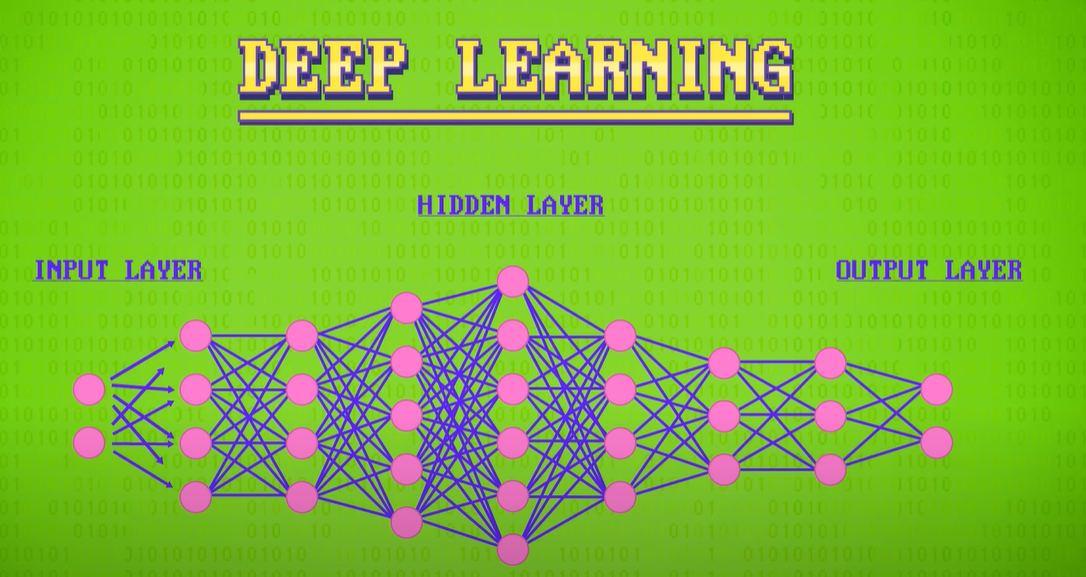 DEEP LEARNING
HIDDEN LAYER
INPUT LAYER
OUTPUT LAYER